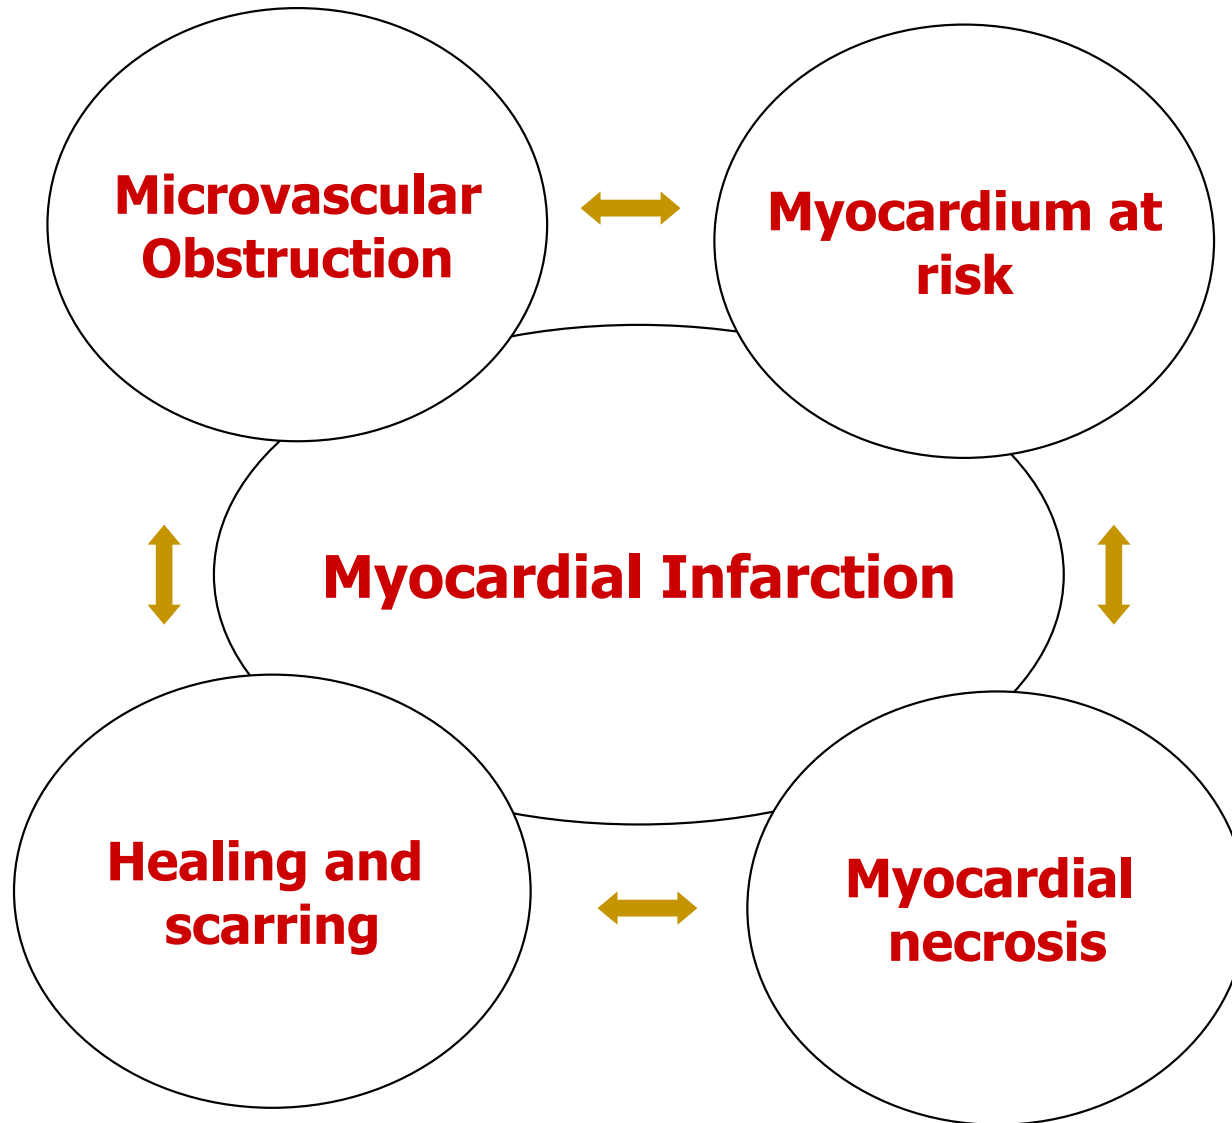 Microvascular
Obstruction
Myocardium at
risk
Myocardial Infarction
Healing and
scarring
Myocardial
necrosis